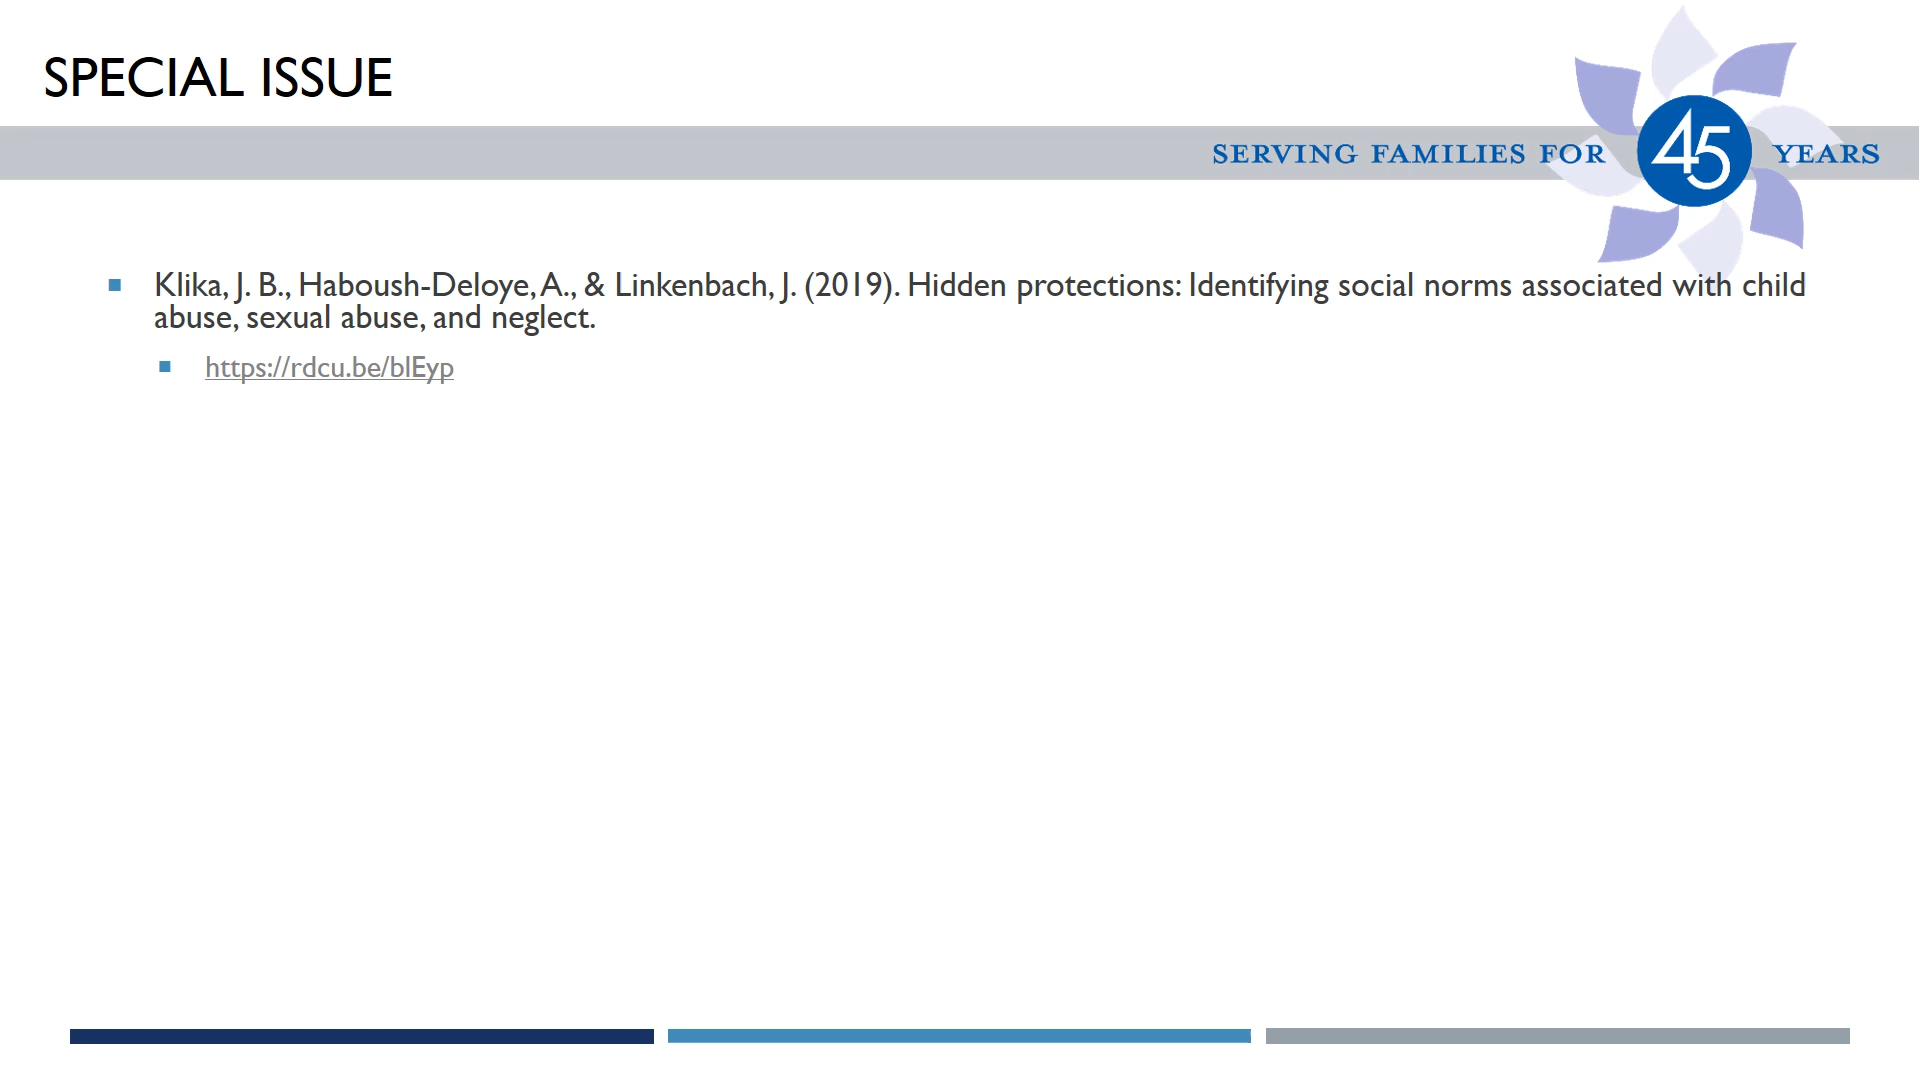 SPECIAL ISSUE
SERVING FAMILIES FOR 45 YEARS
Klika, J. B., Haboush-Deloye, A., & Linkenbach, J. (2019). Hidden protections: Identifying social norms associated with child
abuse, sexual abuse, and neglect.
https://rdcu.be/blEyp